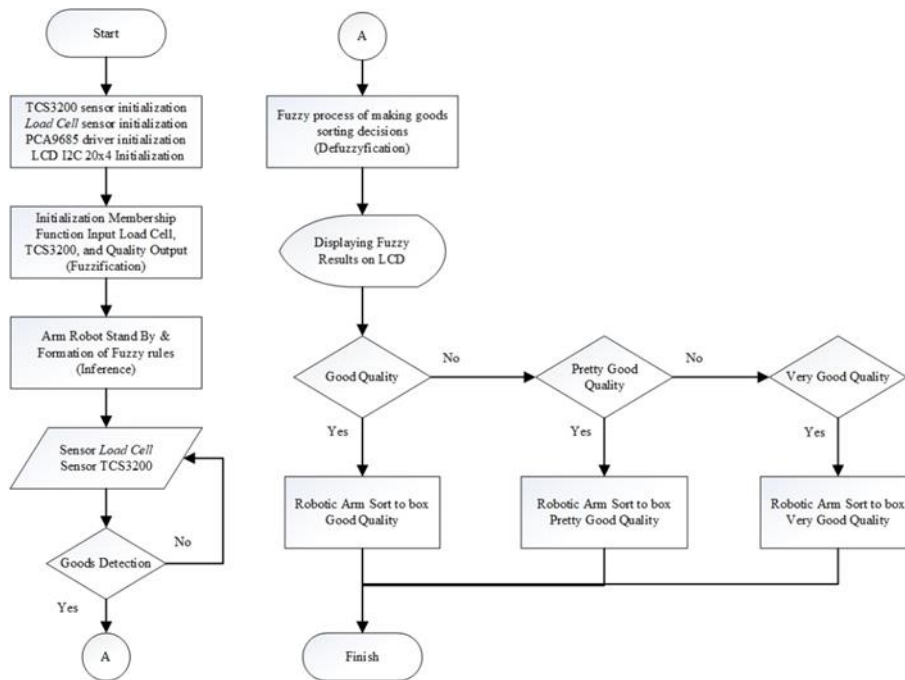 Start
TCS3200 sensor initialization
Load Cell sensor initialization
PCA9685 driver initialization
LCD I2C 20x4 Initialization
Initialization Membership
Function Input Load Cell,
TCS3200, and Quality Output
(Fuzzification)
Arm Robot Stand By &
Formation of Fuzzy rules
(Inference)
Sensor Load Cell
Sensor TCS3200
Goods Detection
No
Yes
A
A
Fuzzy process of making goods
sorting decisions
(Defuzzyfication)
Displaying Fuzzy
Results on LCD
Good Quality
No
Pretty Good
Quality
No
Very Good Quality
Yes
Yes
Yes
Robotic Arm Sort to box
Good Quality
Robotic Arm Sort to box
Pretty Good Quality
Robotic Arm Sort to box
Very Good Quality
Finish